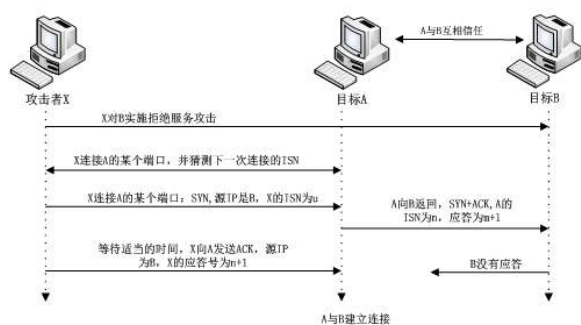 A与B互相信任
攻击者X
目标A
目标B
X对B实施拒绝服务攻击
X连接A的某个端口，并猜测下一次连接的ISN
X连接A的某个端口：SYN,源IP是B，X的ISN为u
A向B返回，SYN+ACK,A的
ISN为n，应答为m+1
等待适当的时间，X向A发送ACK，源IP
为B，X的应答号为n+1
B没有应答
A与B建立连接